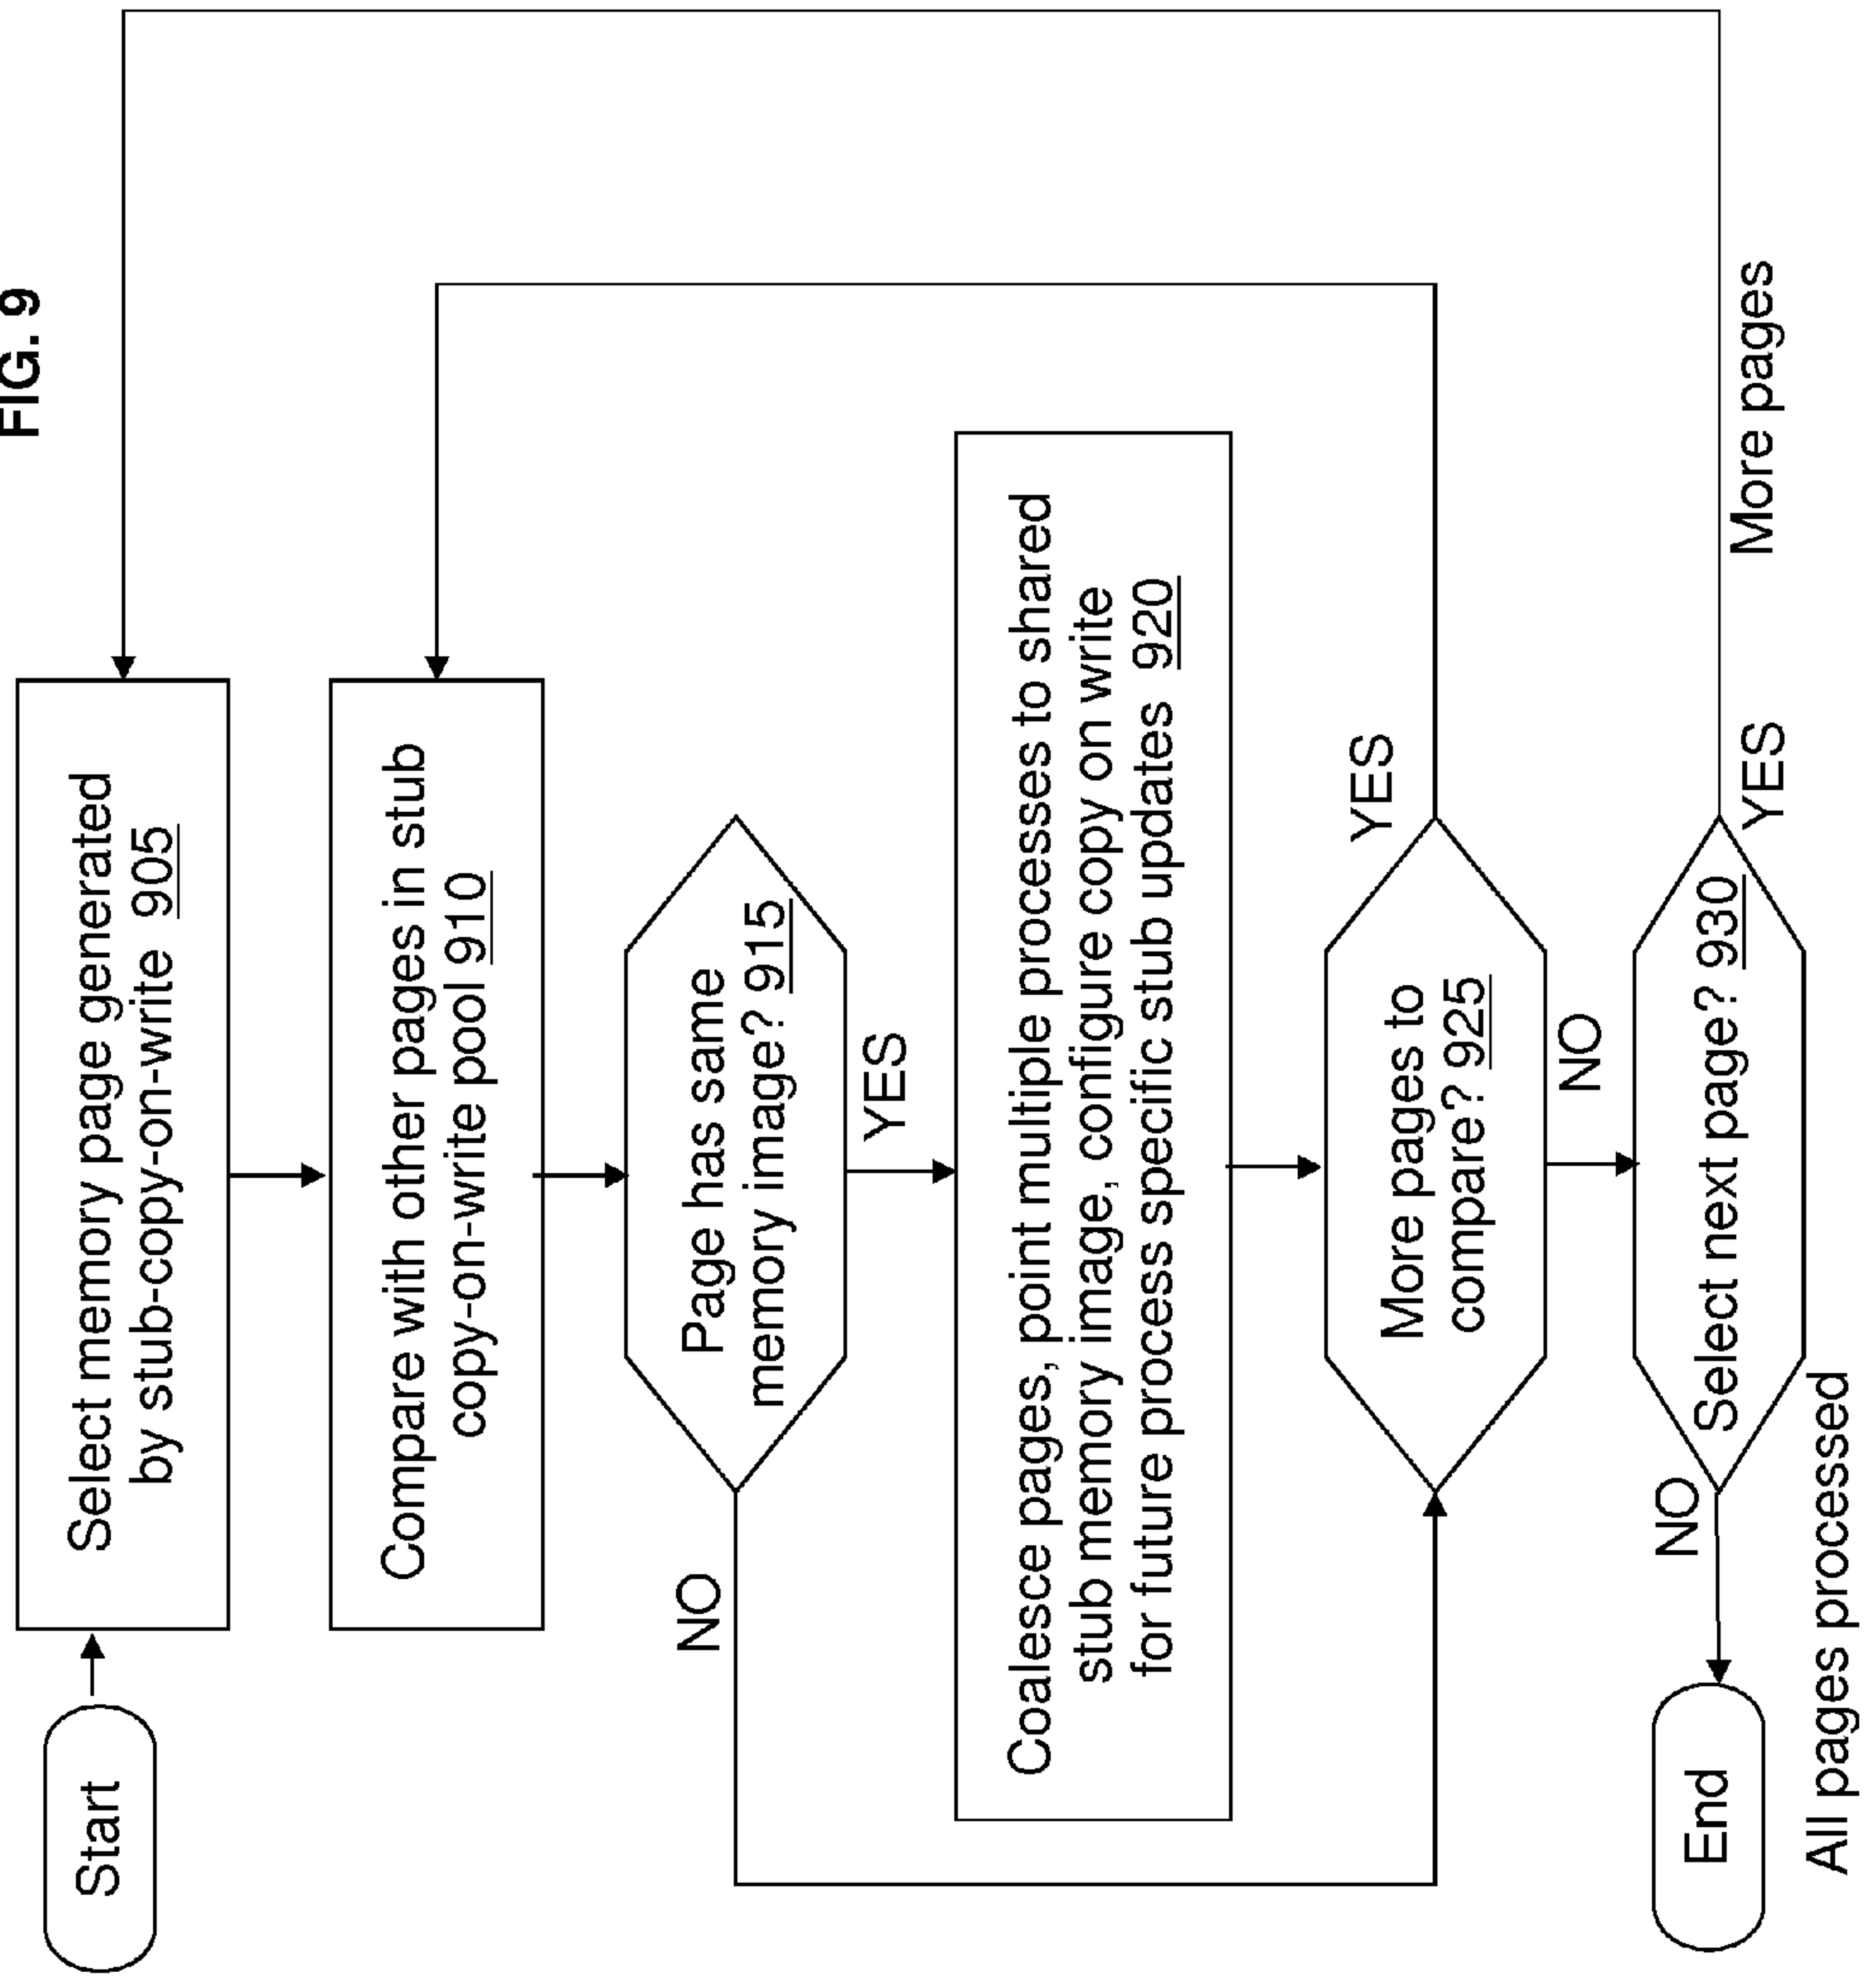 FIG. 9
Start
Select memory page generated
by stub-copy-on-write 905
Compare with other pages in stub
copy-on-write pool 910
Page has same
memory image? 915
NO
YES
Coalesce pages, point multiple processes to shared
stub memory image, configure copy on write
for future process specific stub updates 920
More pages to
compare? 925
YES
NO
Select next page? 930
NO
YES
More pages
End
All pages processed